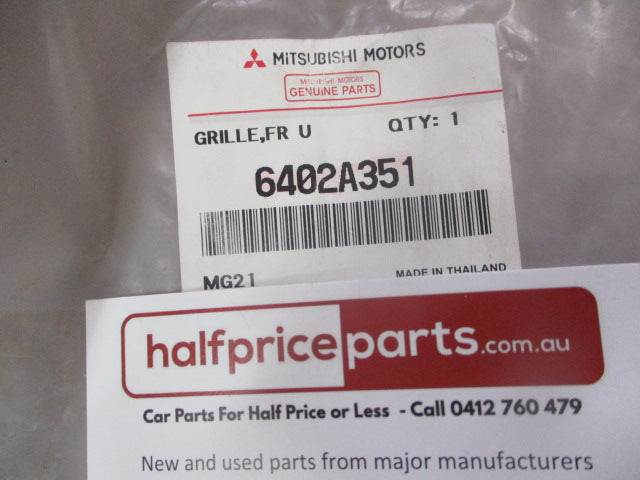 MITSUBISHI MOTORS
MITSUBISHI MOTORS
GENUINE PARTS
GRILLE,FR U QTY: 1
6402A351
MG21 MADE IN THAILAND
halfpriceparts.com.au
Car Parts For Half Price or Less - Call 0412 760 479
New and used parts from major manufacturers